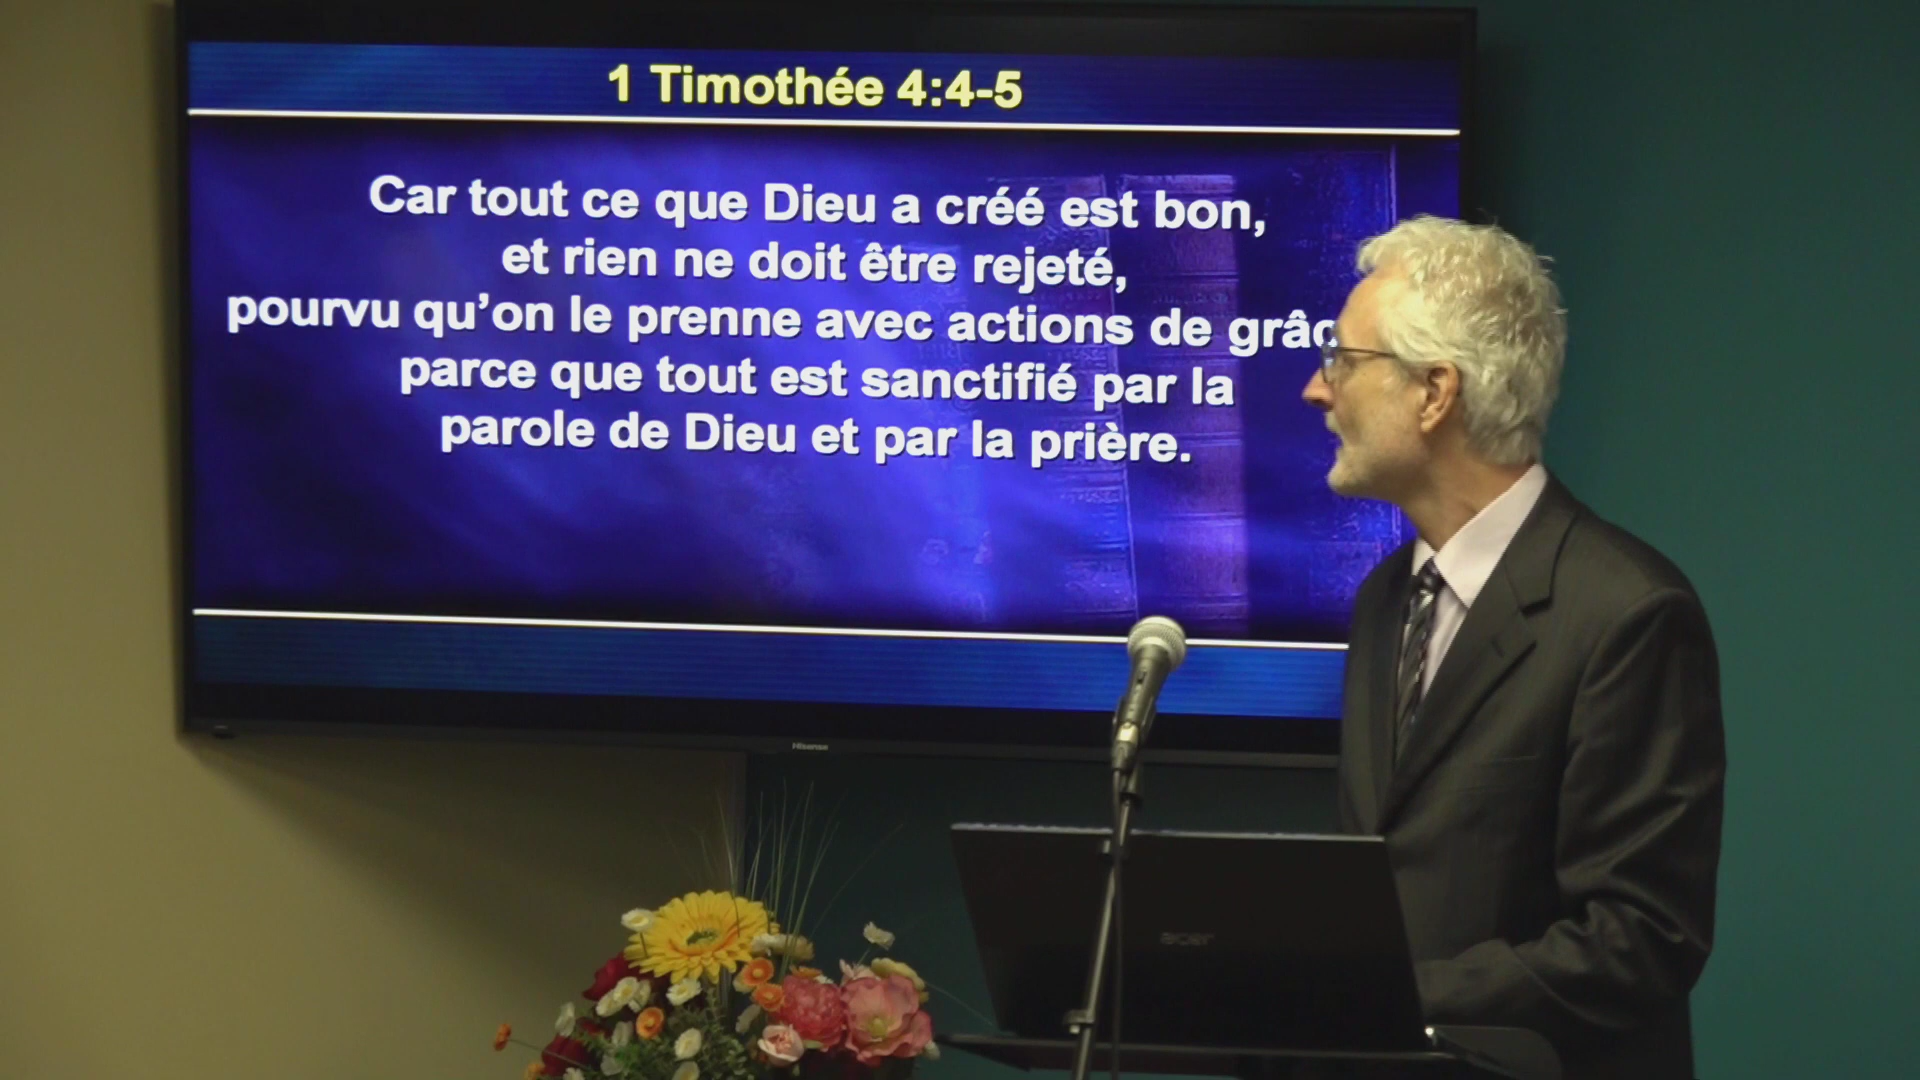 1 Timothée 4:4-5
Car tout ce que Dieu a créé est bon,
et rien ne doit être rejeté,
pourvu qu’on le prenne avec actions de
parce que tout est sanctifié par la
parole de Dieu et par la prière.
Hisense
acer